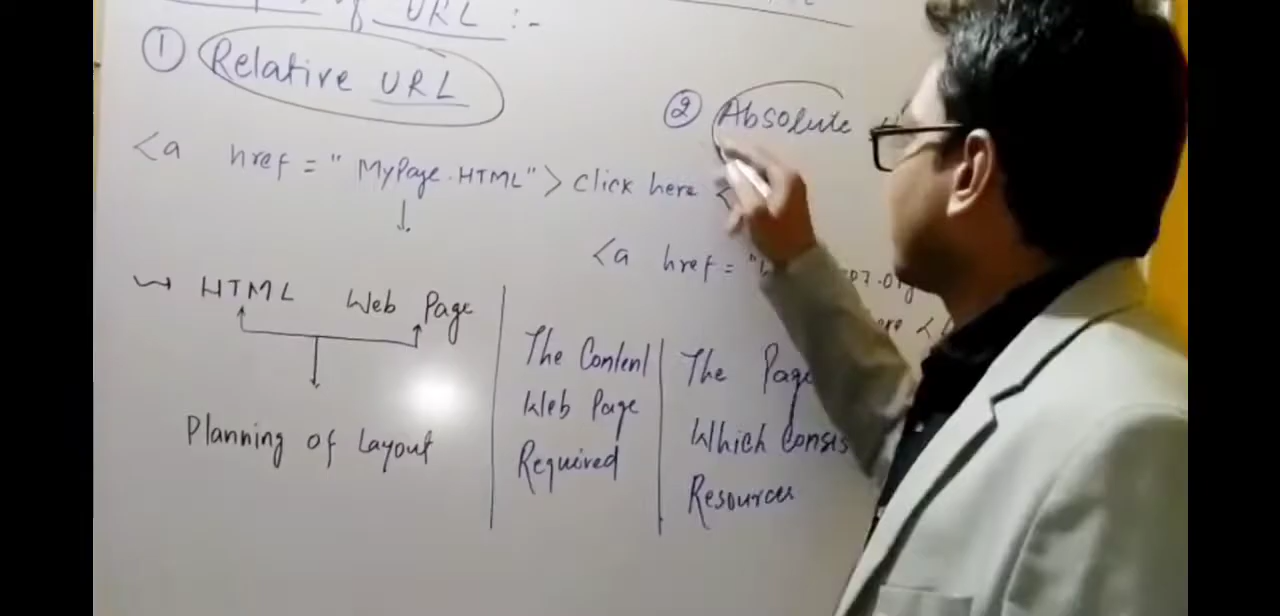 of URL :-
① Relative URL
② Absolute
<a href = " MyPage.HTML" > click here <
<a href = "
HTML Web Page
The Content
Web Page
Required
The Page
Which Consis
Resources
Planning of Layout